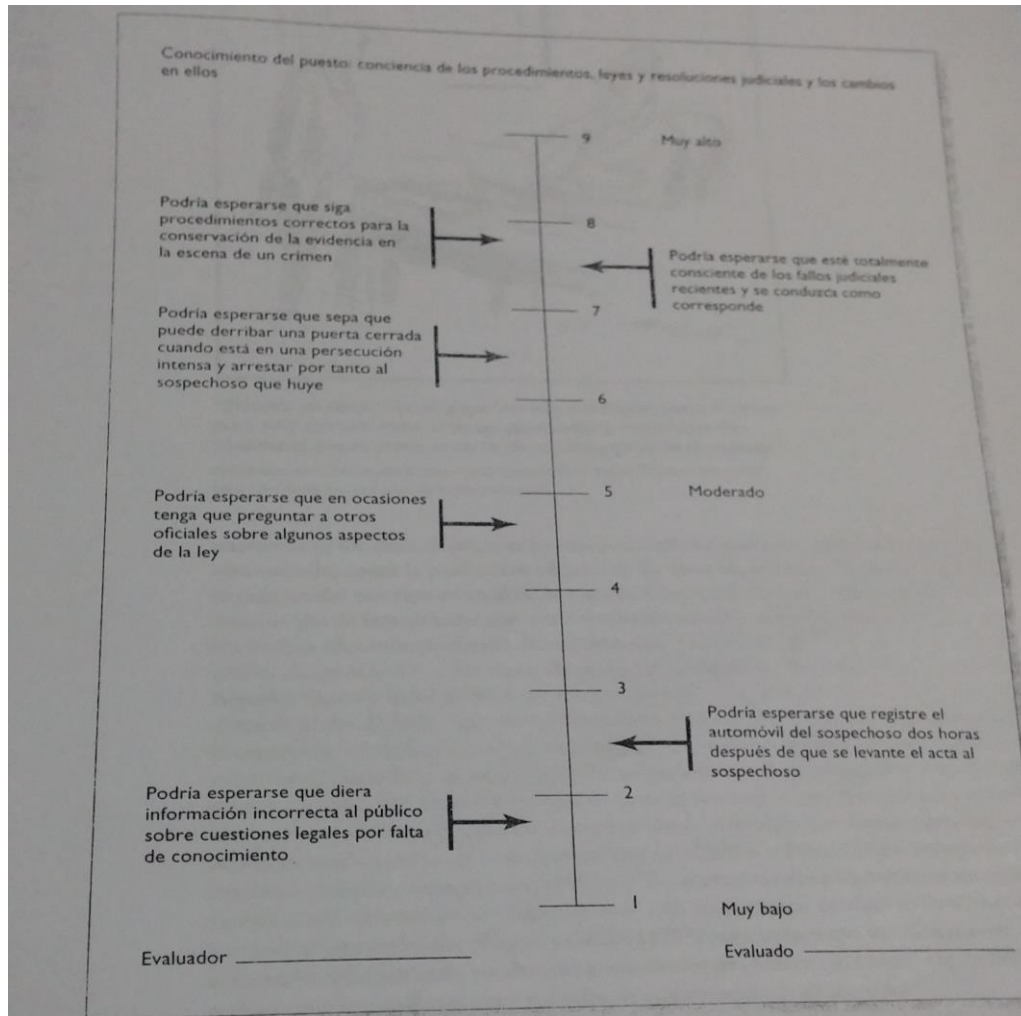 Conocimiento del puesto: conciencia de los procedimientos, leyes y resoluciones judiciales y los cambios
en ellos
9 Muy alto
Podría esperarse que siga
procedimientos correctos para la
conservación de la evidencia en
la escena de un crimen
8
Podría esperarse que esté totalmente
consciente de los fallos judiciales
recientes y se conduzca como
corresponde
7
Podría esperarse que sepa que
puede derribar una puerta cerrada
cuando está en una persecución
intensa y arrestar por tanto al
sospechoso que huye
6
5 Moderado
Podría esperarse que en ocasiones
tenga que preguntar a otros
oficiales sobre algunos aspectos
de la ley
4
3
Podría esperarse que registre el
automóvil del sospechoso dos horas
después de que se levante el acta al
sospechoso
2
Podría esperarse que diera
información incorrecta al público
sobre cuestiones legales por falta
de conocimiento
1 Muy bajo
Evaluador
Evaluado